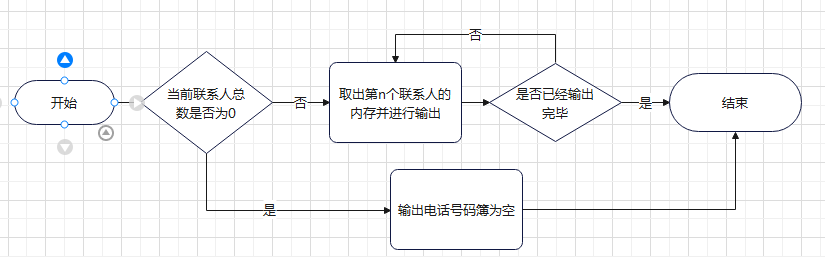 否
开始
当前联系人总
数是否为0
否
取出第n个联系人的
内存并进行输出
是否已经输出
完毕
是
结束
是
输出电话号码簿为空